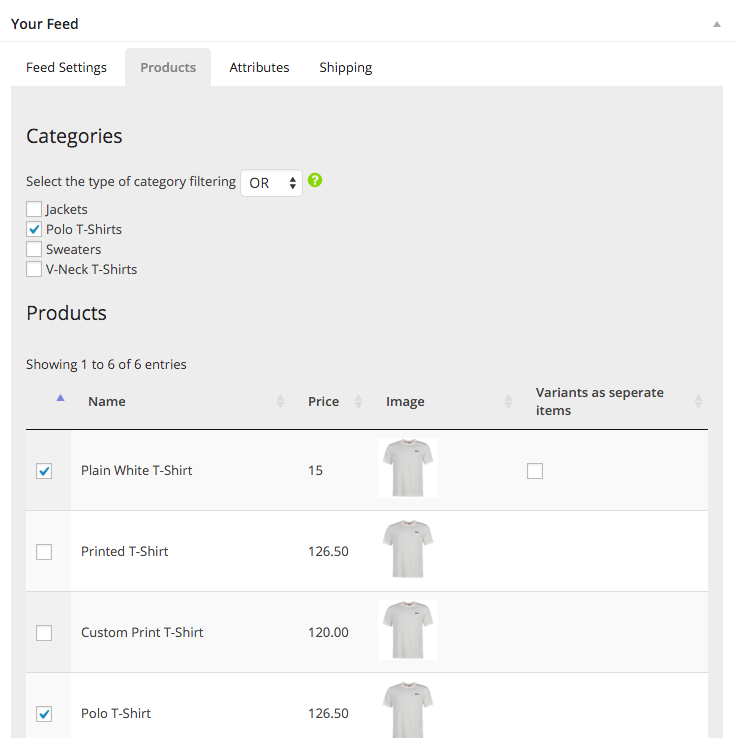 Your Feed
Feed Settings Products Attributes Shipping
Categories
Select the type of category filtering OR ?
Jackets
Polo T-Shirts
Sweaters
V-Neck T-Shirts
Products
Showing 1 to 6 of 6 entries
Name Price Image Variants as seperate items
Plain White T-Shirt 15
Printed T-Shirt 126.50
Custom Print T-Shirt 120.00
Polo T-Shirt 126.50